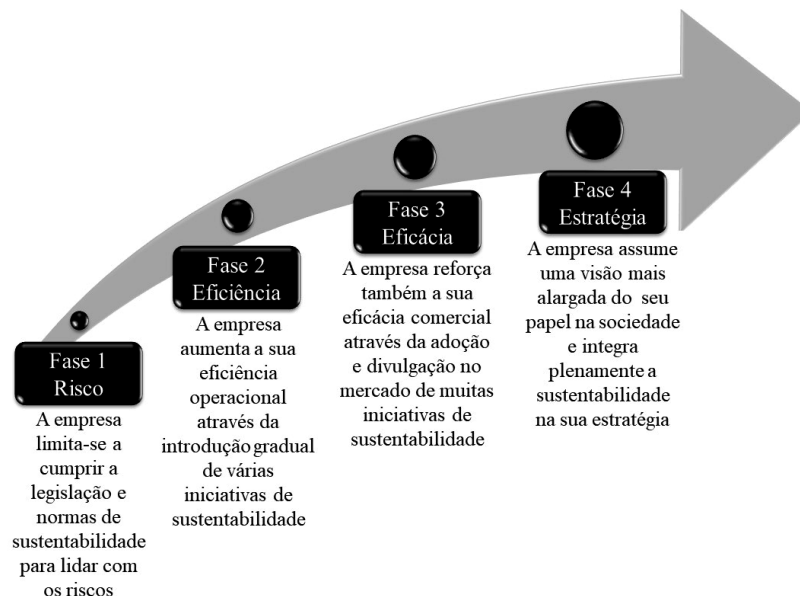 Fase 1
Risco
A empresa
limita-se a
cumprir a
legislação e
normas de
sustentabilidade
para lidar com
os riscos
Fase 2
Eficiência
A empresa
aumenta a sua
eficiência
operacional
através da
introdução gradual
de várias
iniciativas de
sustentabilidade
Fase 3
Eficácia
A empresa reforça
também a sua
eficácia comercial
através da adoção
e divulgação no
mercado de muitas
iniciativas de
sustentabilidade
Fase 4
Estratégia
A empresa assume
uma visão mais
alargada do seu
papel na sociedade
e integra
plenamente a
sustentabilidade
na sua estratégia